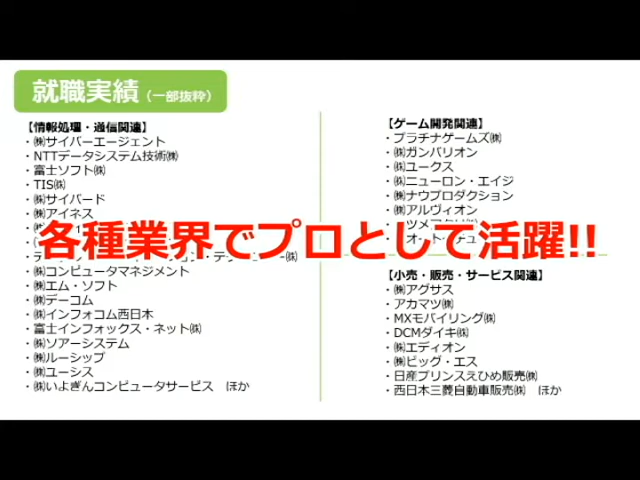 就職実績（一部抜粋）
【情報処理・通信関連】
・㈱サイバーエージェント
・NTTデータシステム技術㈱
・富士ソフト㈱
・TIS㈱
・㈱サイバード
・㈱アイネス
・㈱コンピュータマネジメント
・㈱エム・ソフト
・㈱デーコム
・㈱インフォコム西日本
・富士インフォックス・ネット㈱
・㈱ソアーシステム
・㈱ルーシップ
・㈱ユーシス
・㈱いよぎんコンピュータサービス　ほか
【ゲーム開発関連】
・プラチナゲームズ㈱
・㈱ガンバリオン
・㈱ユークス
・㈱ニューロン・エイジ
・㈱ナウプロダクション
・㈱アルヴィオン
各種業界でプロとして活躍!!
【小売・販売・サービス関連】
・㈱アグサス
・アカマツ㈱
・MXモバイリング㈱
・DCMダイキ㈱
・㈱エディオン
・㈱ビッグ・エス
・日産プリンスえひめ販売㈱
・西日本三菱自動車販売㈱　ほか